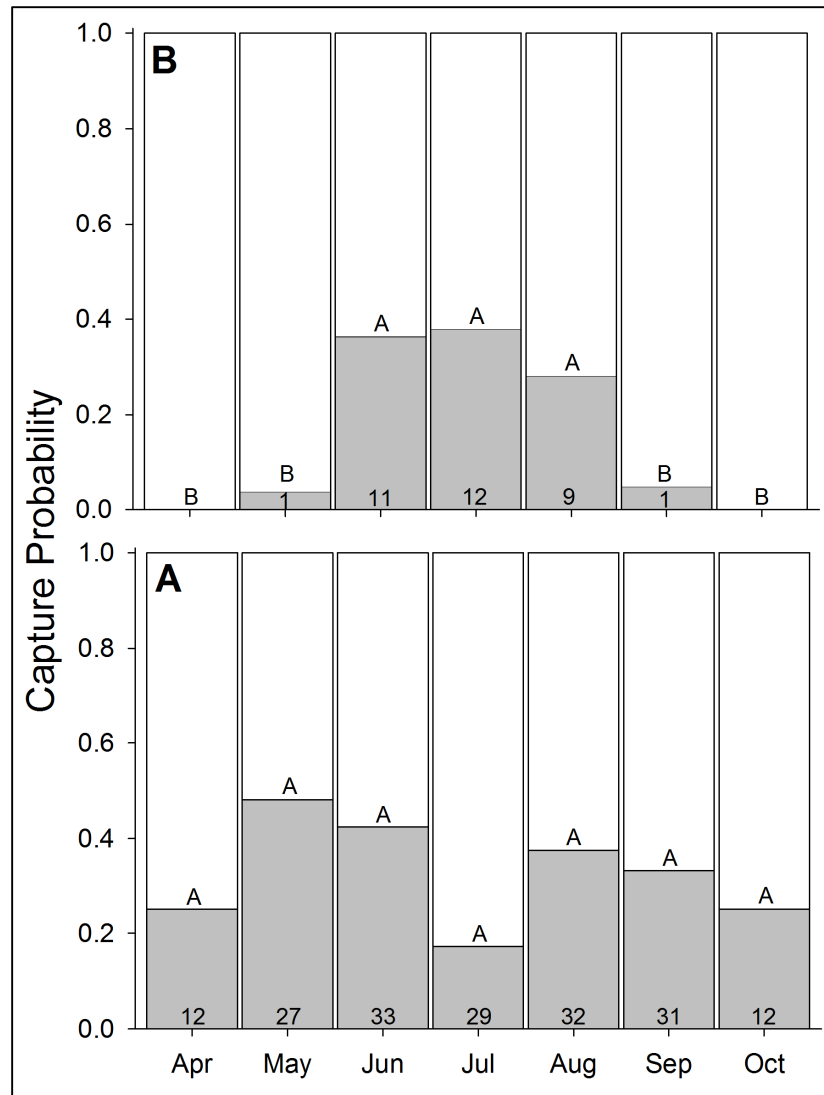 Capture Probability
B
1.0
0.8
0.6
0.4
0.2
0.0
B B A A A B B
1 11 12 9 1
A
1.0
0.8
0.6
0.4
0.2
0.0
A A A A A A A
12 27 33 29 32 31 12
Apr May Jun Jul Aug Sep Oct